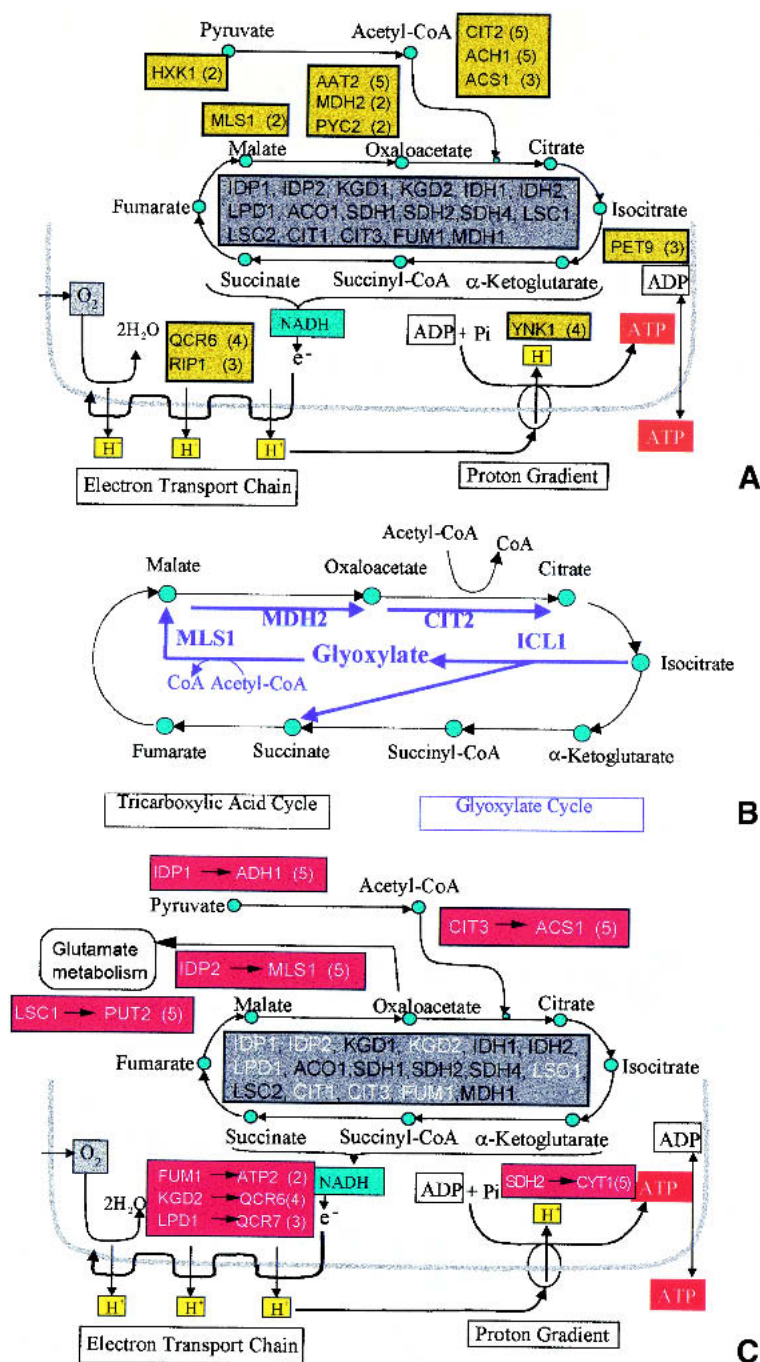 Pyruvate
Acetyl-CoA
CIT2 (5)
ACH1 (5)
ACS1 (3)
HXK1 (2)
AAT2 (5)
MDH2 (2)
PYC2 (2)
MLS1 (2)
Malate
Oxaloacetate
Citrate
IDP1, IDP2, KGD1, KGD2, IDH1, IDH2,
LPD1, ACO1,SDH1,SDH2,SDH4, LSC1,
LSC2, CIT1, CIT3, FUM1,MDH1
Fumarate
Isocitrate
PET9 (3)
Succinate
Succinyl-CoA
α-Ketoglutarate
ADP
O2
NADH
2H2O
QCR6 (4)
RIP1 (3)
e-
ADP + Pi
YNK1 (4)
H-
ATP
H-
H
H+
ATP
Electron Transport Chain
Proton Gradient
A
Acetyl-CoA
CoA
Malate
Oxaloacetate
Citrate
MDH2
CIT2
MLS1
Glyoxylate
ICL1
Isocitrate
CoA Acetyl-CoA
Fumarate
Succinate
Succinyl-CoA
α-Ketoglutarate
Tricarboxylic Acid Cycle
Glyoxylate Cycle
B
IDP1 → ADH1 (5)
Pyruvate
Acetyl-CoA
CIT3 → ACS1 (5)
Glutamate
metabolism
IDP2 → MLS1 (5)
LSC1 → PUT2 (5)
Malate
Oxaloacetate
Citrate
IDP1, IDP2, KGD1, KGD2, IDH1, IDH2,
LPD1, ACO1,SDH1,SDH2,SDH4, LSC1,
LSC2, CIT1, CIT3, FUM1,MDH1
Fumarate
Isocitrate
Succinate
Succinyl-CoA
α-Ketoglutarate
ADP
O2
FUM1 → ATP2 (2)
KGD2 → QCR6(4)
LPD1 → QCR7 (3)
NADH
2H2O
e-
ADP + Pi
SDH2 → CYT1(5)
ATP
H+
H+
H+
H+
ATP
Electron Transport Chain
Proton Gradient
C